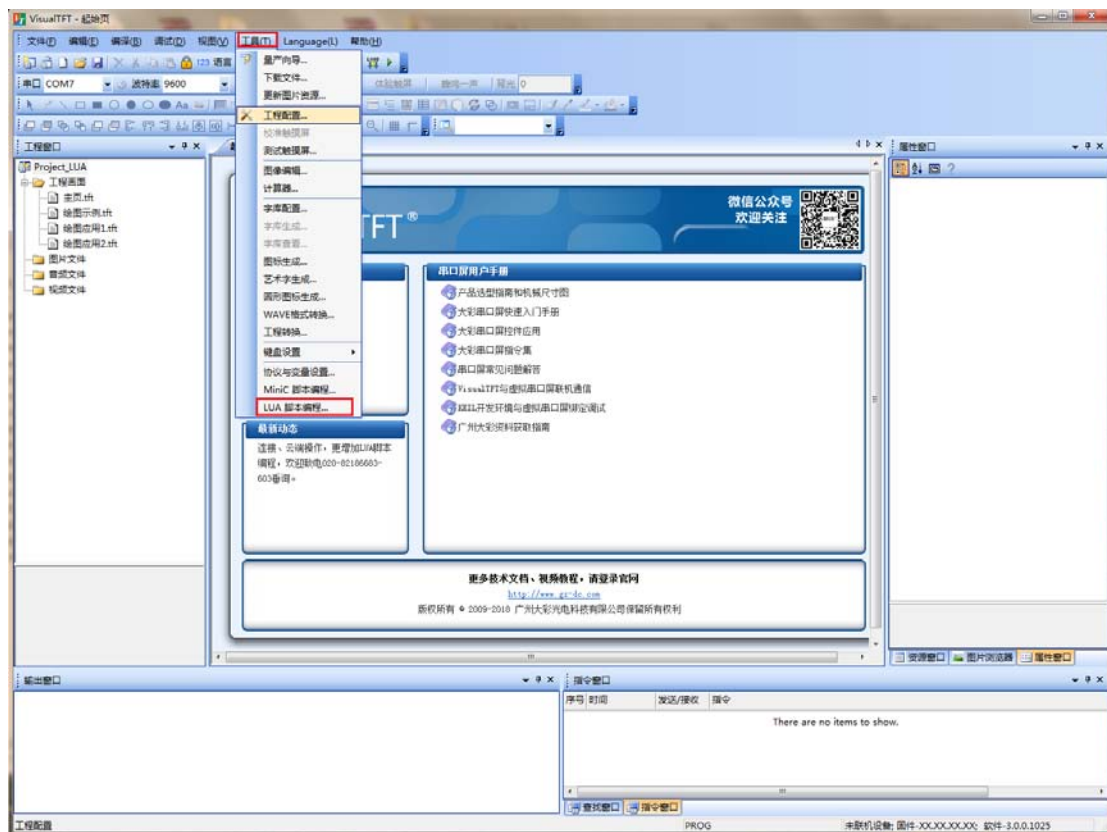 VisualTFT - 起始页
文件(F) 编辑(E) 编译(B) 调试(D) 视图(V) 工具(T) Language(L) 帮助(H)
123 语言
串口 COM7 波特率 9600 体验触屏 蜂鸣一声 背光 0
工程窗口
Project_LUA
工程画面
主页.tft
绘图示例.tft
绘图应用1.tft
绘图应用2.tft
图片文件
音频文件
视频文件
量产向导...
下载文件...
更新图片资源...
工程配置...
校准触摸屏
测试触摸屏...
图像编辑...
计算器...
字库配置...
字库生成...
字库查看...
图标生成...
艺术字生成...
圆形图标生成...
WAVE格式转换...
工程转换...
键盘设置
协议与变量设置...
MiniC 脚本编程...
LUA 脚本编程...
TFT®
微信公众号
欢迎关注
串口屏用户手册
产品选型指南和机械尺寸图
大彩串口屏快速入门手册
大彩串口屏控件应用
大彩串口屏指令集
串口屏常见问题解答
VisualTFT与虚拟串口屏联机通信
KEIL开发环境与虚拟串口屏绑定调试
广州大彩资料获取指南
最新动态
连接、云端操作，更增加LUA脚本
编程，欢迎致电020-82186683-
603垂询。
更多技术文档、视频教程，请登录官网
http://www.gz-dc.com
版权所有 © 2009-2018 广州大彩光电科技有限公司保留所有权利
属性窗口
资源窗口 图片浏览器 属性窗口
输出窗口
指令窗口
序号 时间 发送/接收 指令
There are no items to show.
查找窗口 指令窗口
工程配置 PROG 未联机设备; 固件-XX.XX.XX.XX; 软件-3.0.0.1025